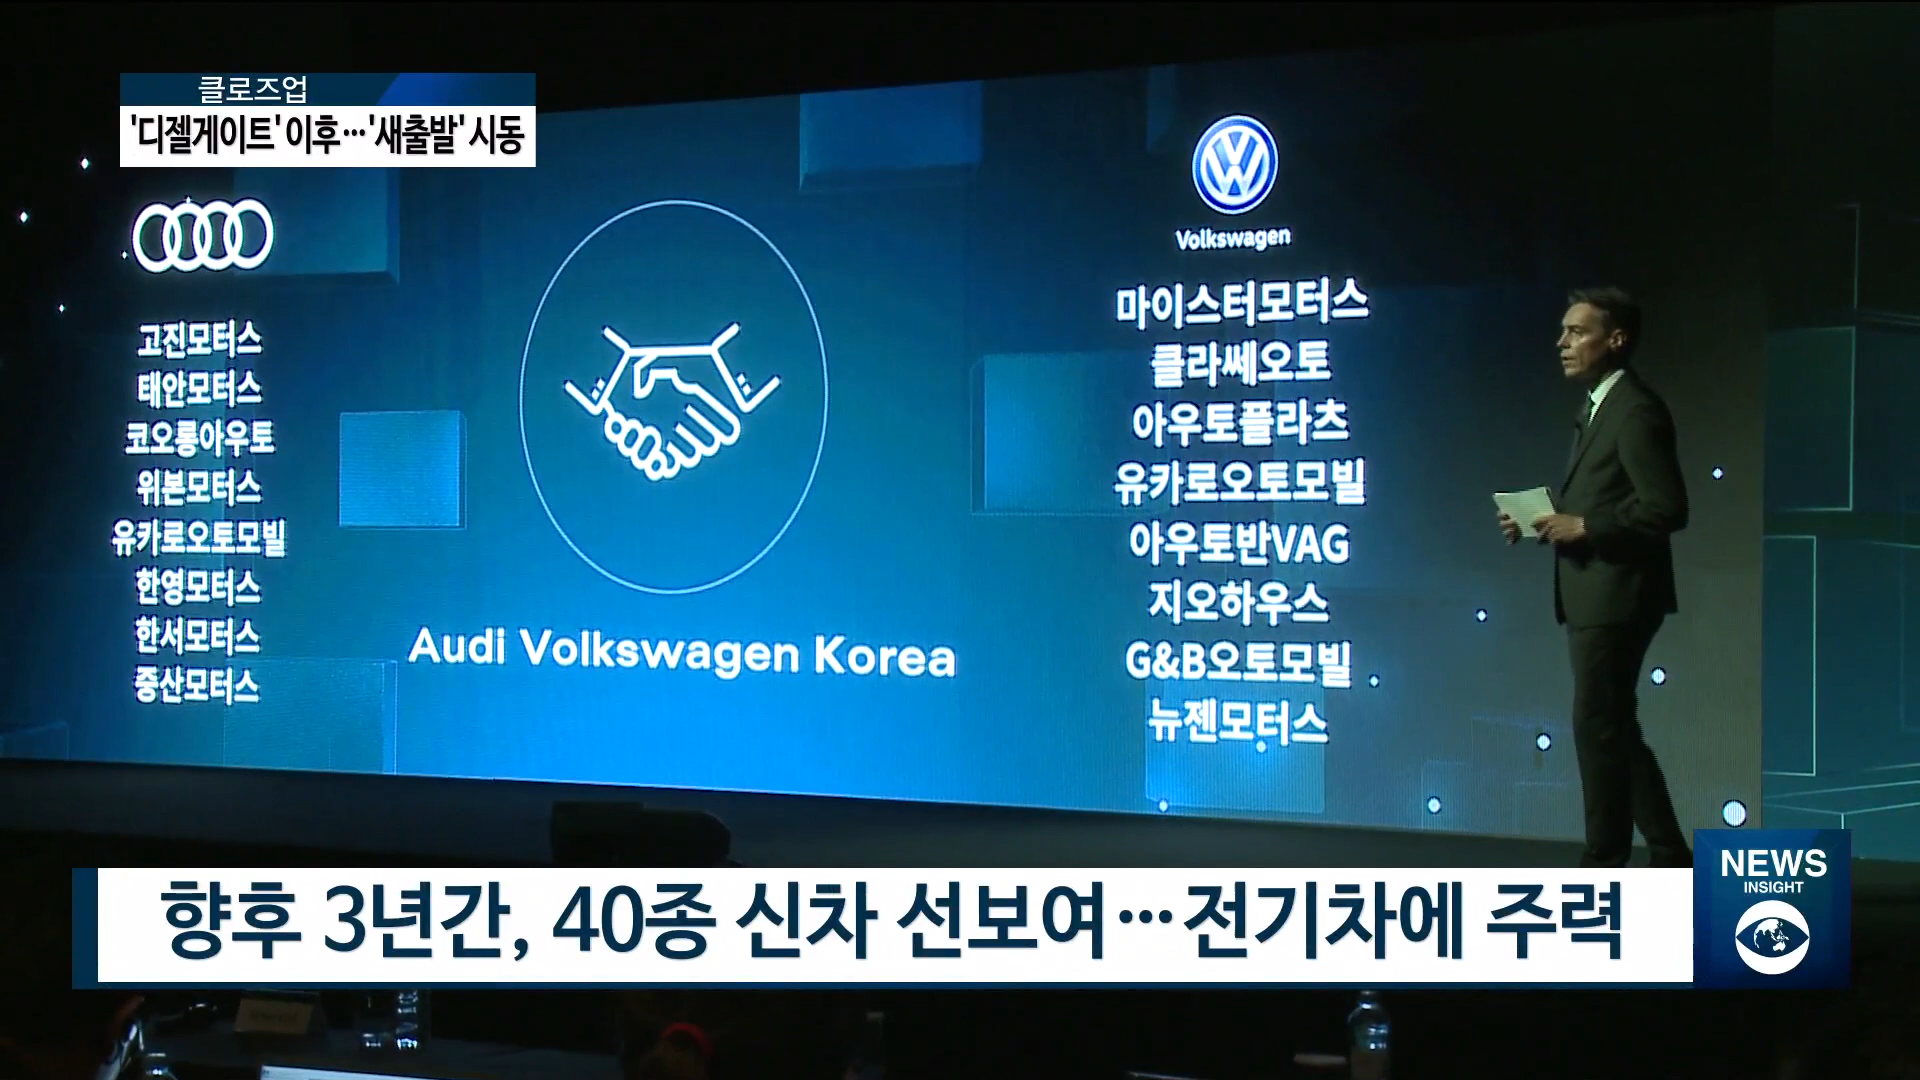 클로즈업
'디젤게이트' 이후…'새출발' 시동
고진모터스
태안모터스
코오롱아우토
위본모터스
유카로오토모빌
한영모터스
한서모터스
중산모터스
Audi Volkswagen Korea
Volkswagen
마이스터모터스
클라쎄오토
아우토플라츠
유카로오토모빌
아우토반VAG
지오하우스
G&B오토모빌
뉴젠모터스
향후 3년간, 40종 신차 선보여…전기차에 주력
NEWS
INSIGHT